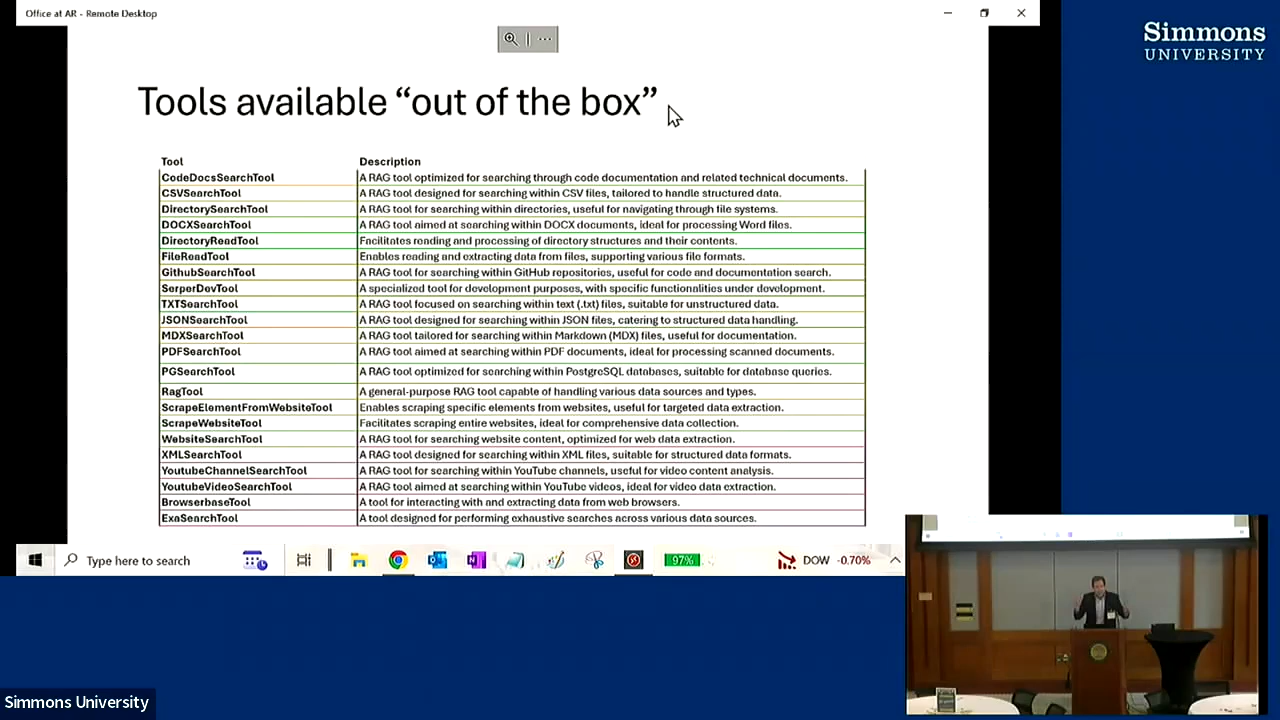 Office at AR - Remote Desktop
Simmons
UNIVERSITY
Tools available “out of the box”
Tool Description
CodeDocsSearchTool A RAG tool optimized for searching through code documentation and related technical documents.
CSVSearchTool A RAG tool designed for searching within CSV files, tailored to handle structured data.
DirectorySearchTool A RAG tool for searching within directories, useful for navigating through file systems.
DOCXSearchTool A RAG tool aimed at searching within DOCX documents, ideal for processing Word files.
DirectoryReadTool Facilitates reading and processing of directory structures and their contents.
FileReadTool Enables reading and extracting data from files, supporting various file formats.
GithubSearchTool A RAG tool for searching within GitHub repositories, useful for code and documentation search.
SerperDevTool A specialized tool for development purposes, with specific functionalities under development.
TXTSearchTool A RAG tool focused on searching within text (.txt) files, suitable for unstructured data.
JSONSearchTool A RAG tool designed for searching within JSON files, catering to structured data handling.
MDXSearchTool A RAG tool tailored for searching within Markdown (MDX) files, useful for documentation.
PDFSearchTool A RAG tool aimed at searching within PDF documents, ideal for processing scanned documents.
PGSearchTool A RAG tool optimized for searching within PostgreSQL databases, suitable for database queries.
RagTool A general-purpose RAG tool capable of handling various data sources and types.
ScrapeElementFromWebsiteTool Enables scraping specific elements from websites, useful for targeted data extraction.
ScrapeWebsiteTool Facilitates scraping entire websites, ideal for comprehensive data collection.
WebsiteSearchTool A RAG tool for searching website content, optimized for web data extraction.
XMLSearchTool A RAG tool designed for searching within XML files, suitable for structured data formats.
YoutubeChannelSearchTool A RAG tool for searching within YouTube channels, useful for video content analysis.
YoutubeVideoSearchTool A RAG tool aimed at searching within YouTube videos, ideal for video data extraction.
BrowserbaseTool A tool for interacting with and extracting data from web browsers.
ExaSearchTool A tool designed for performing exhaustive searches across various data sources.
Type here to search 97% DOW -0.70%
Simmons University